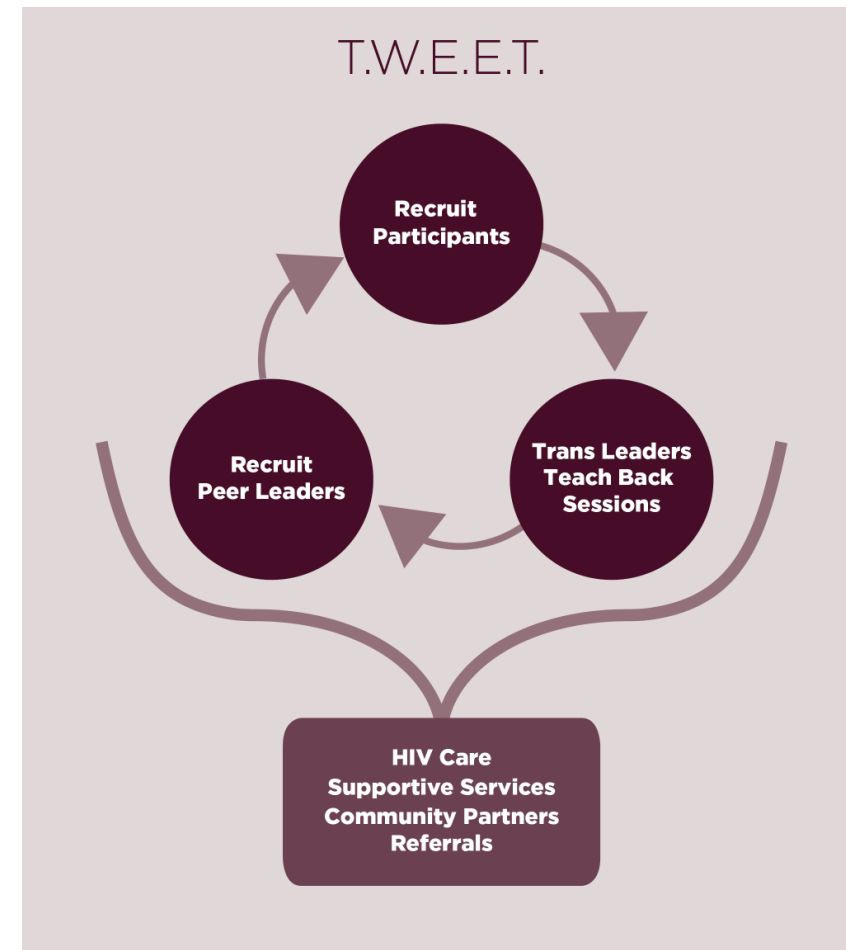 T.W.E.E.T.
Recruit
Participants
Trans Leaders
Teach Back
Sessions
Recruit
Peer Leaders
HIV Care
Supportive Services
Community Partners
Referrals